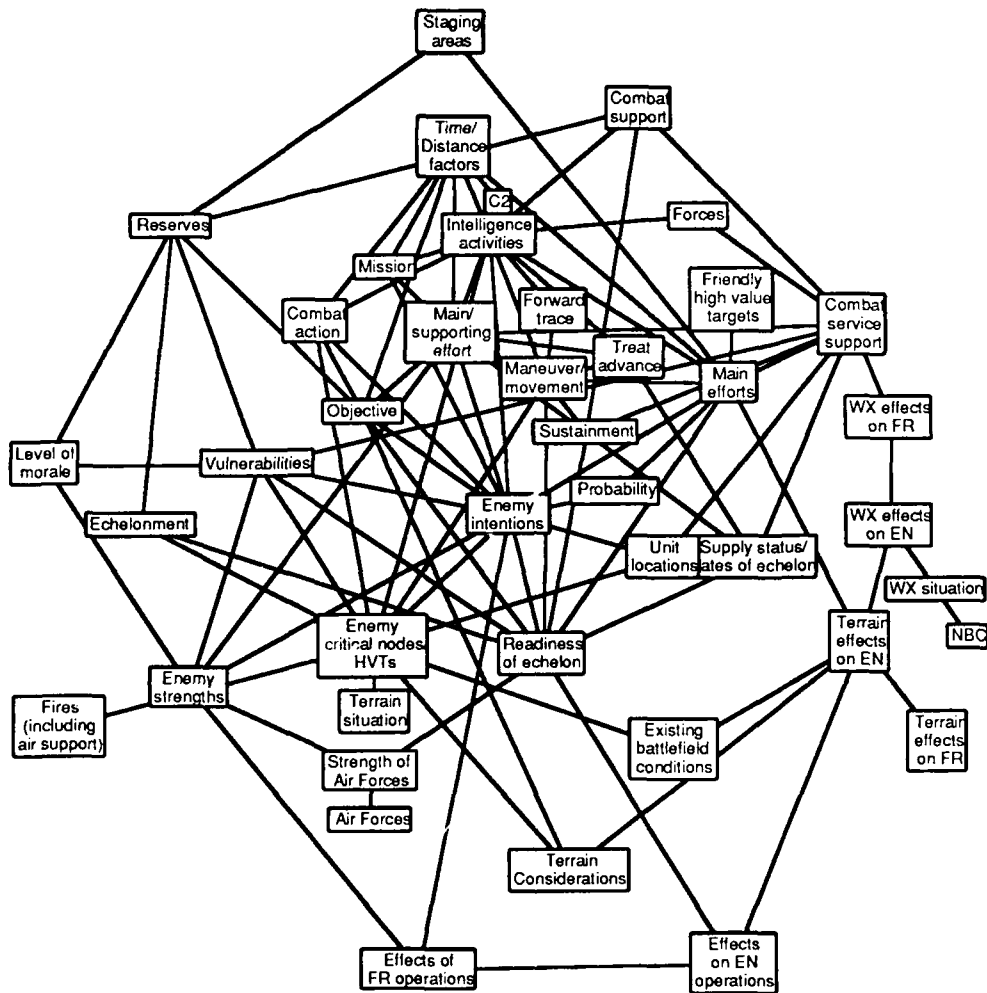 Staging
areas
Combat
support
Time/
Distance
factors
C2
Reserves
Intelligence
activities
Forces
Mission
Friendly
high value
targets
Combat
action
Main/
supporting
effort
Forward
trace
Combat
service
support
Treat
advance
Maneuver/
movement
Main
efforts
Objective
WX effects
on FR
Sustainment
Level of
morale
Vulnerabilities
Probability
Enemy
intentions
Echelonment
WX effects
on EN
Unit
locations
Supply status/
ates of echelon
WX situation
NBC
Enemy
critical nodes/
HVTs
Readiness
of echelon
Terrain
effects
on EN
Enemy
strengths
Terrain
situation
Fires
(including
air support)
Existing
battlefield
conditions
Terrain
effects
on FR
Strength of
Air Forces
Air Forces
Terrain
Considerations
Effects of
FR operations
Effects
on EN
operations